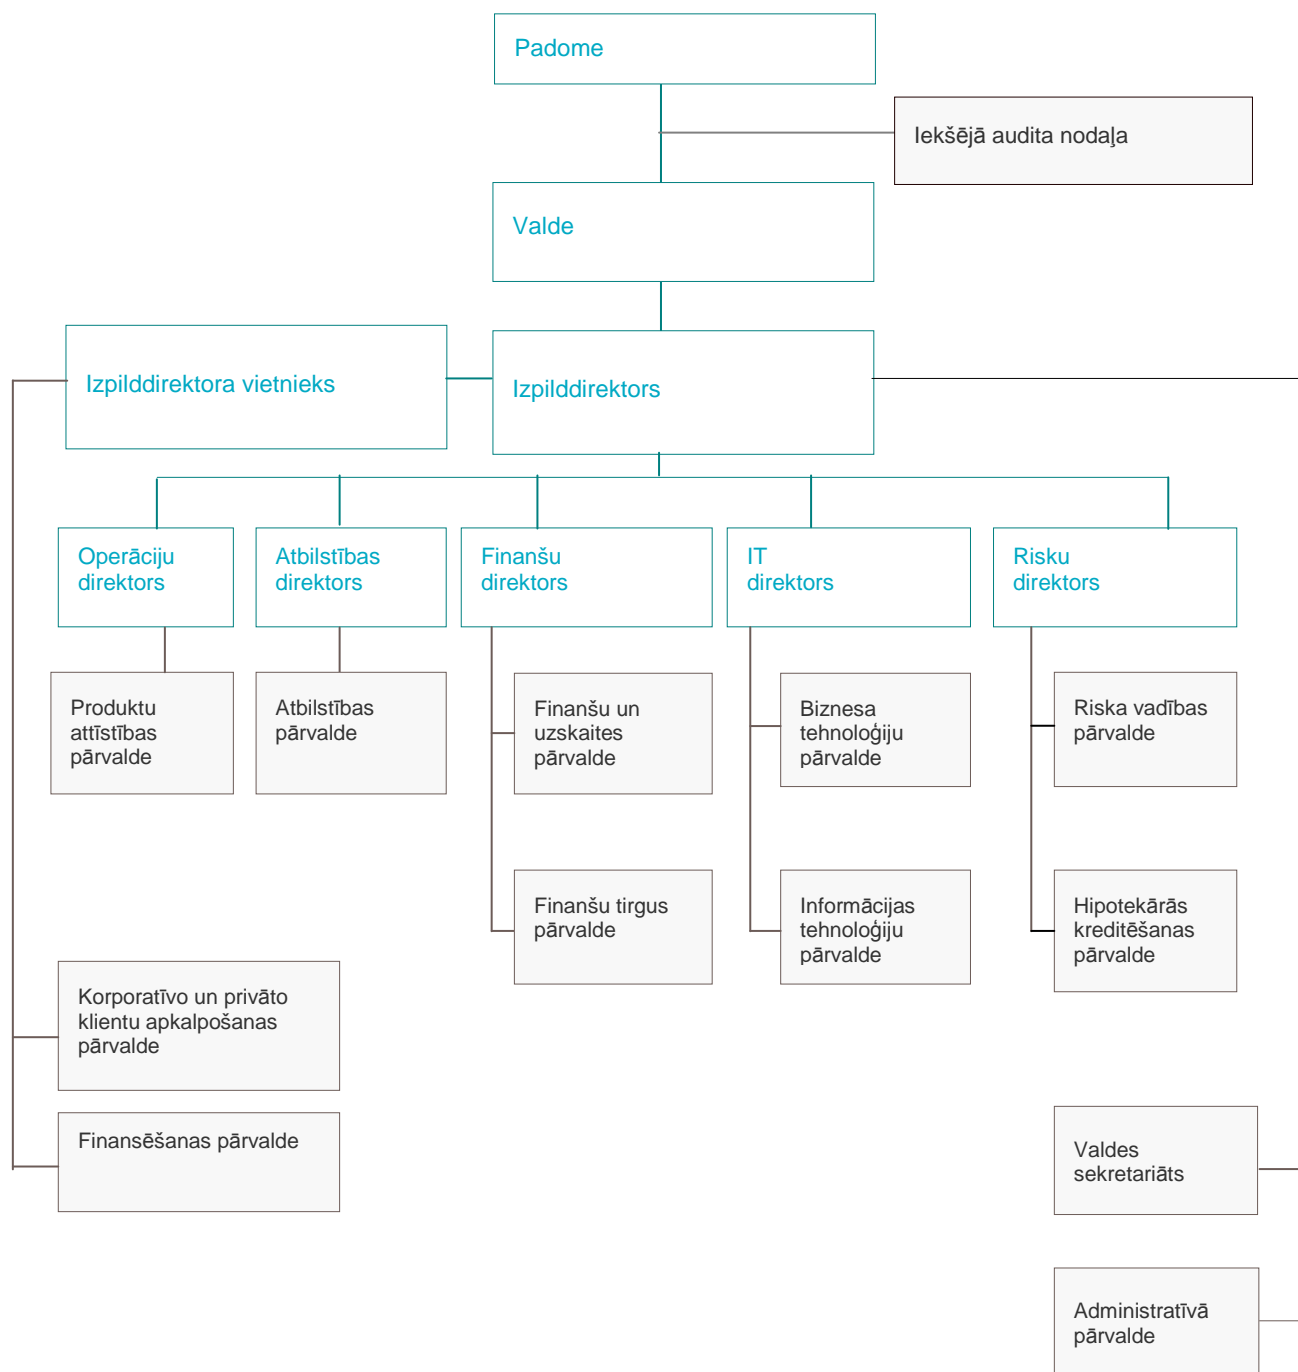 Padome
Iekšējā audita nodaļa
Valde
Izpilddirektora vietnieks
Izpilddirektors
Operāciju
direktors
Atbilstības
direktors
Finanšu
direktors
IT
direktors
Risku
direktors
Produktu
attīstības
pārvalde
Atbilstības
pārvalde
Finanšu un
uzskaites
pārvalde
Biznesa
tehnoloģiju
pārvalde
Riska vadības
pārvalde
Finanšu tirgus
pārvalde
Informācijas
tehnoloģiju
pārvalde
Hipotekārās
kreditēšanas
pārvalde
Korporatīvo un privāto
klientu apkalpošanas
pārvalde
Finansēšanas pārvalde
Valdes
sekretariāts
Administratīvā
pārvalde